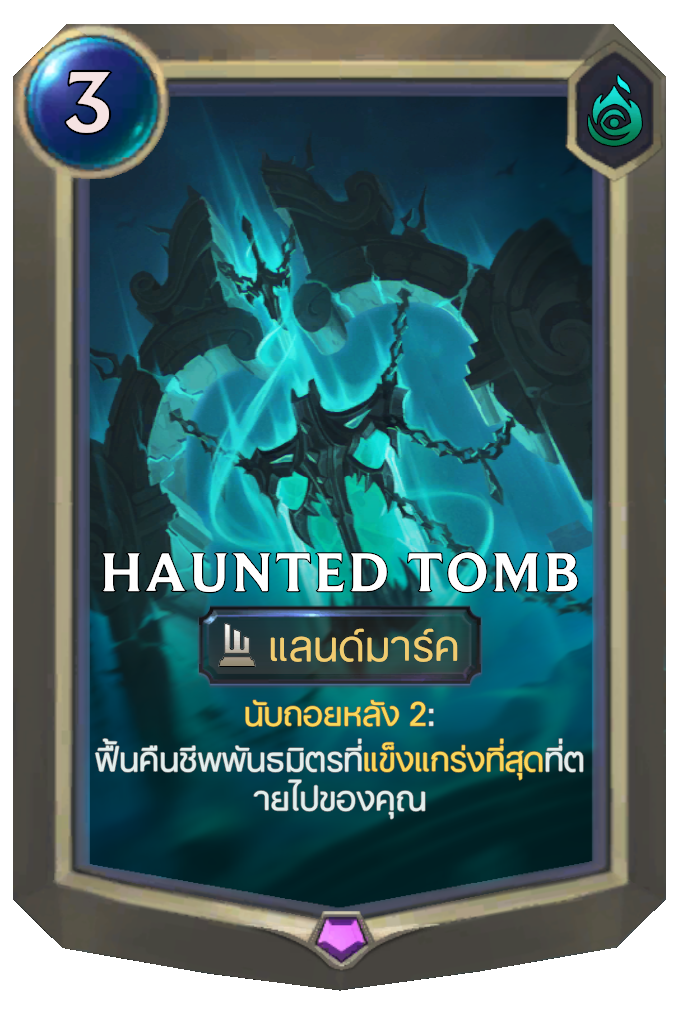 3
HAUNTED TOMB
แลนด์มาร์ค
นับถอยหลัง 2:
ฟื้นคืนชีพพันธมิตรที่แข็งแกร่งที่สุดที่ต
ายไปของคุณ